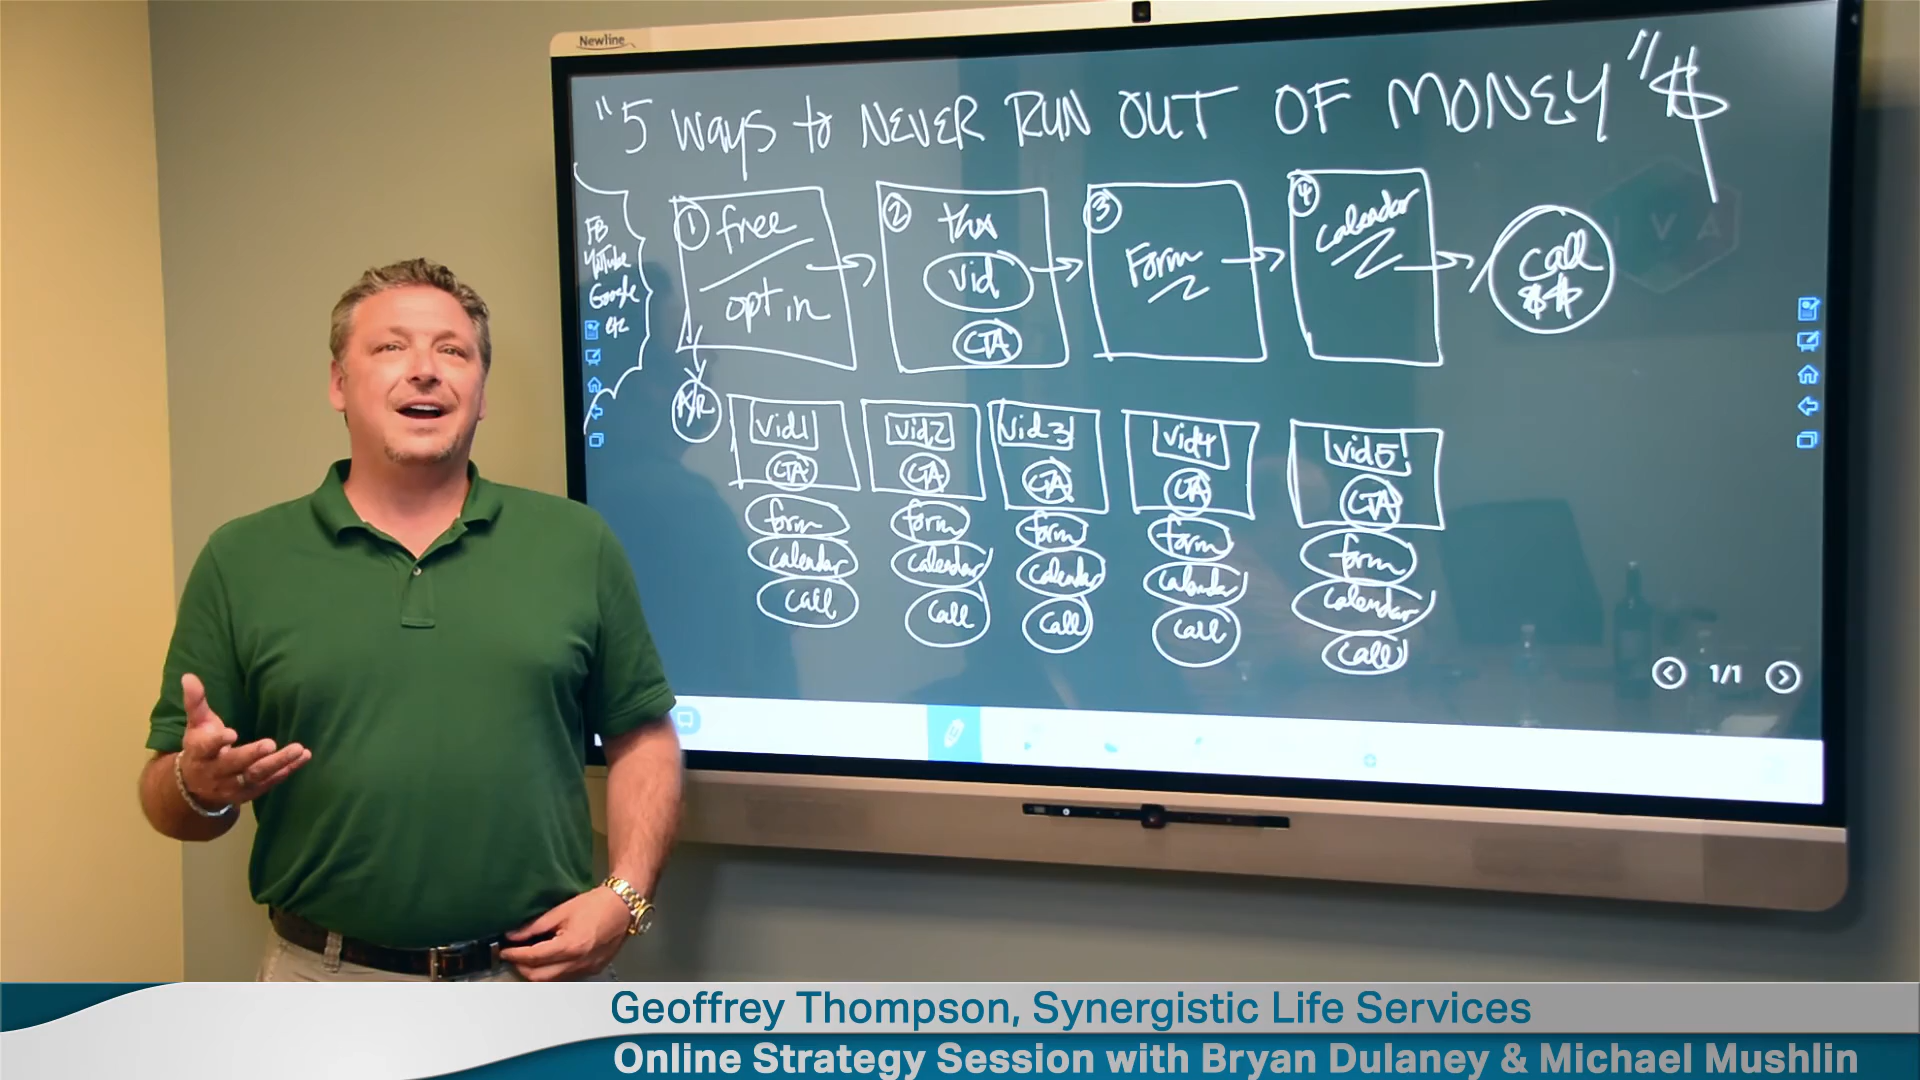 Newline
"5 Ways to NEVER RUN OUT OF MONEY" $
FB
YouTube
Google
etc
1 free
opt in
2 thx
vid
CTA
3
Form
4
Calendar
Call
$$
A/R
vid1
CTA
form
calendar
call
vid2
CTA
form
calendar
call
vid3
CTA
form
calendar
call
vid4
CTA
form
calendar
call
vid5
CTA
form
calendar
call
IVA
1/1
Geoffrey Thompson, Synergistic Life Services
Online Strategy Session with Bryan Dulaney & Michael Mushlin